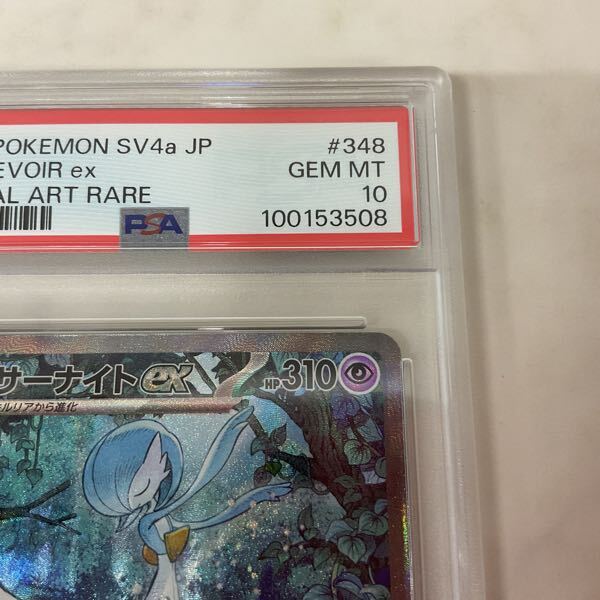 POKEMON SV4a JP #348
EVOIR ex GEM MT
AL ART RARE 10
PSA 100153508
サーナイトex HP310
ルリアから進化